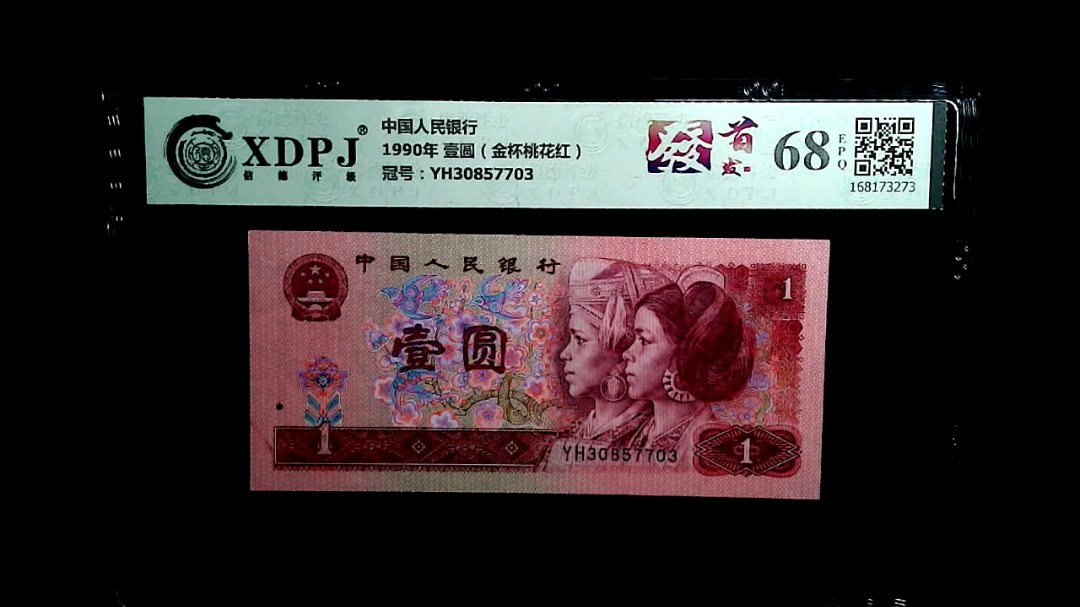 XDPJ®
信德评级
中国人民银行
1990年 壹圆（金杯桃花红）
冠号：YH30857703
發
首发
68
EPQ
168173273
中国人民银行
壹圆
1
1
YH30857703
1